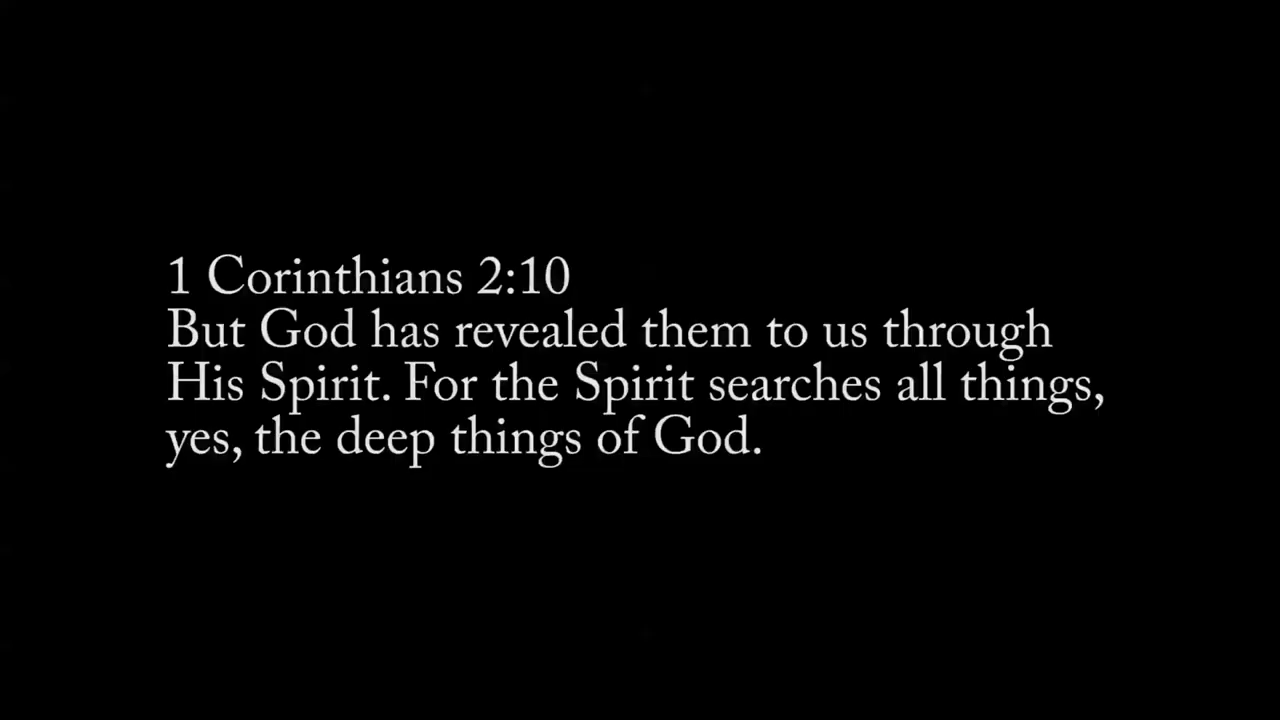 1 Corinthians 2:10
But God has revealed them to us through
His Spirit. For the Spirit searches all things,
yes, the deep things of God.